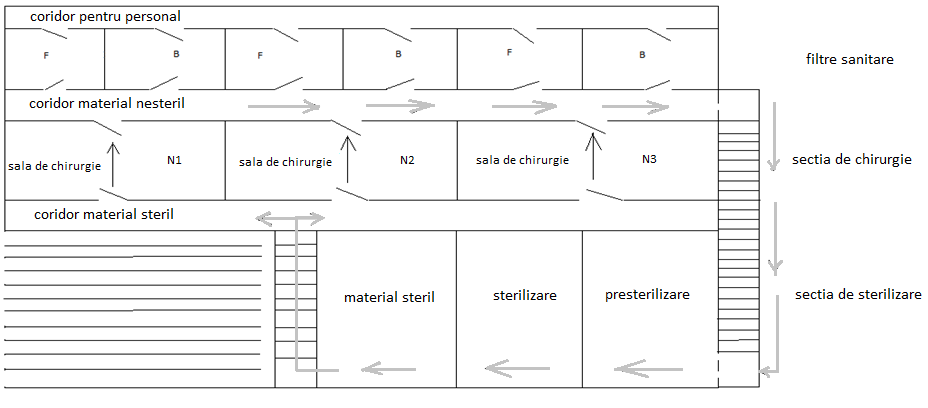 coridor pentru personal
F B F B F B
filtre sanitare
coridor material nesteril
sala de chirurgie N1 sala de chirurgie N2 sala de chirurgie N3
sectia de chirurgie
coridor material steril
material steril sterilizare presterilizare
sectia de sterilizare